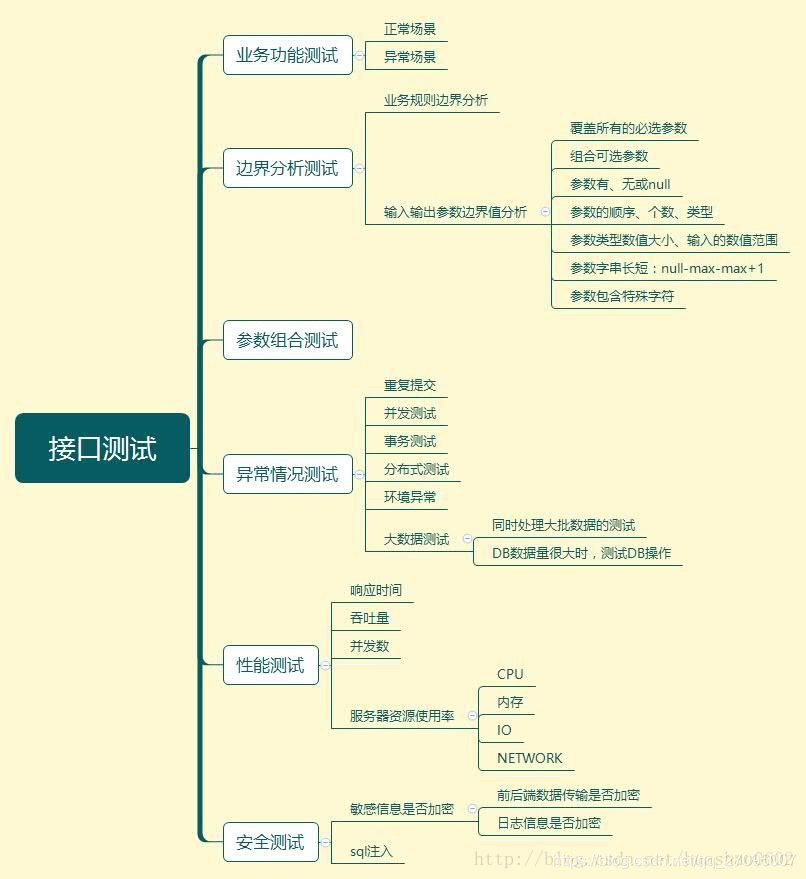 业务功能测试
正常场景
异常场景
边界分析测试
业务规则边界分析
输入输出参数边界值分析
覆盖所有的必选参数
组合可选参数
参数有、无或null
参数的顺序、个数、类型
参数类型数值大小、输入的数值范围
参数字串长短：null-max-max+1
参数包含特殊字符
参数组合测试
接口测试
异常情况测试
重复提交
并发测试
事务测试
分布式测试
环境异常
大数据测试
同时处理大批数据的测试
DB数据量很大时，测试DB操作
性能测试
响应时间
吞吐量
并发数
服务器资源使用率
CPU
内存
IO
NETWORK
安全测试
敏感信息是否加密
前后端数据传输是否加密
日志信息是否加密
sql注入